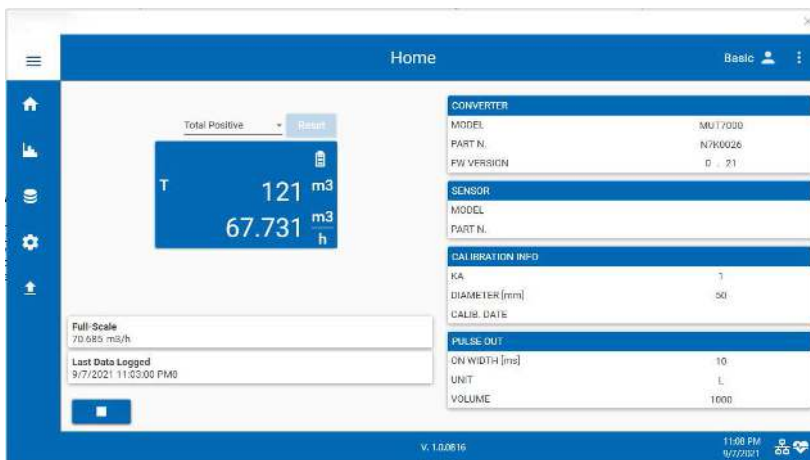 Home
Basic
Total Positive
Reset
T 121 m3
67.731 m3/h
Full-Scale
70.685 m3/h
Last Data Logged
9/7/2021 11:03:00 PM0
CONVERTER
MODEL MUT7000
PART N. N7K0026
FW VERSION 0 . 21
SENSOR
MODEL
PART N.
CALIBRATION INFO
KA 1
DIAMETER [mm] 50
CALIB. DATE
PULSE OUT
ON WIDTH [ms] 10
UNIT L
VOLUME 1000
V. 1.0.0816
11:08 PM
9/7/2021